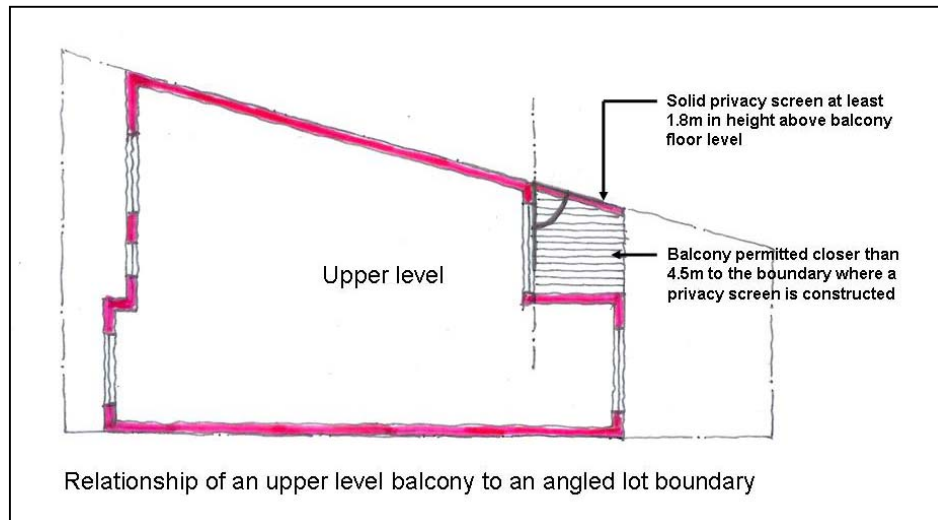 Solid privacy screen at least
1.8m in height above balcony
floor level
Upper level
Balcony permitted closer than
4.5m to the boundary where a
privacy screen is constructed
Relationship of an upper level balcony to an angled lot boundary